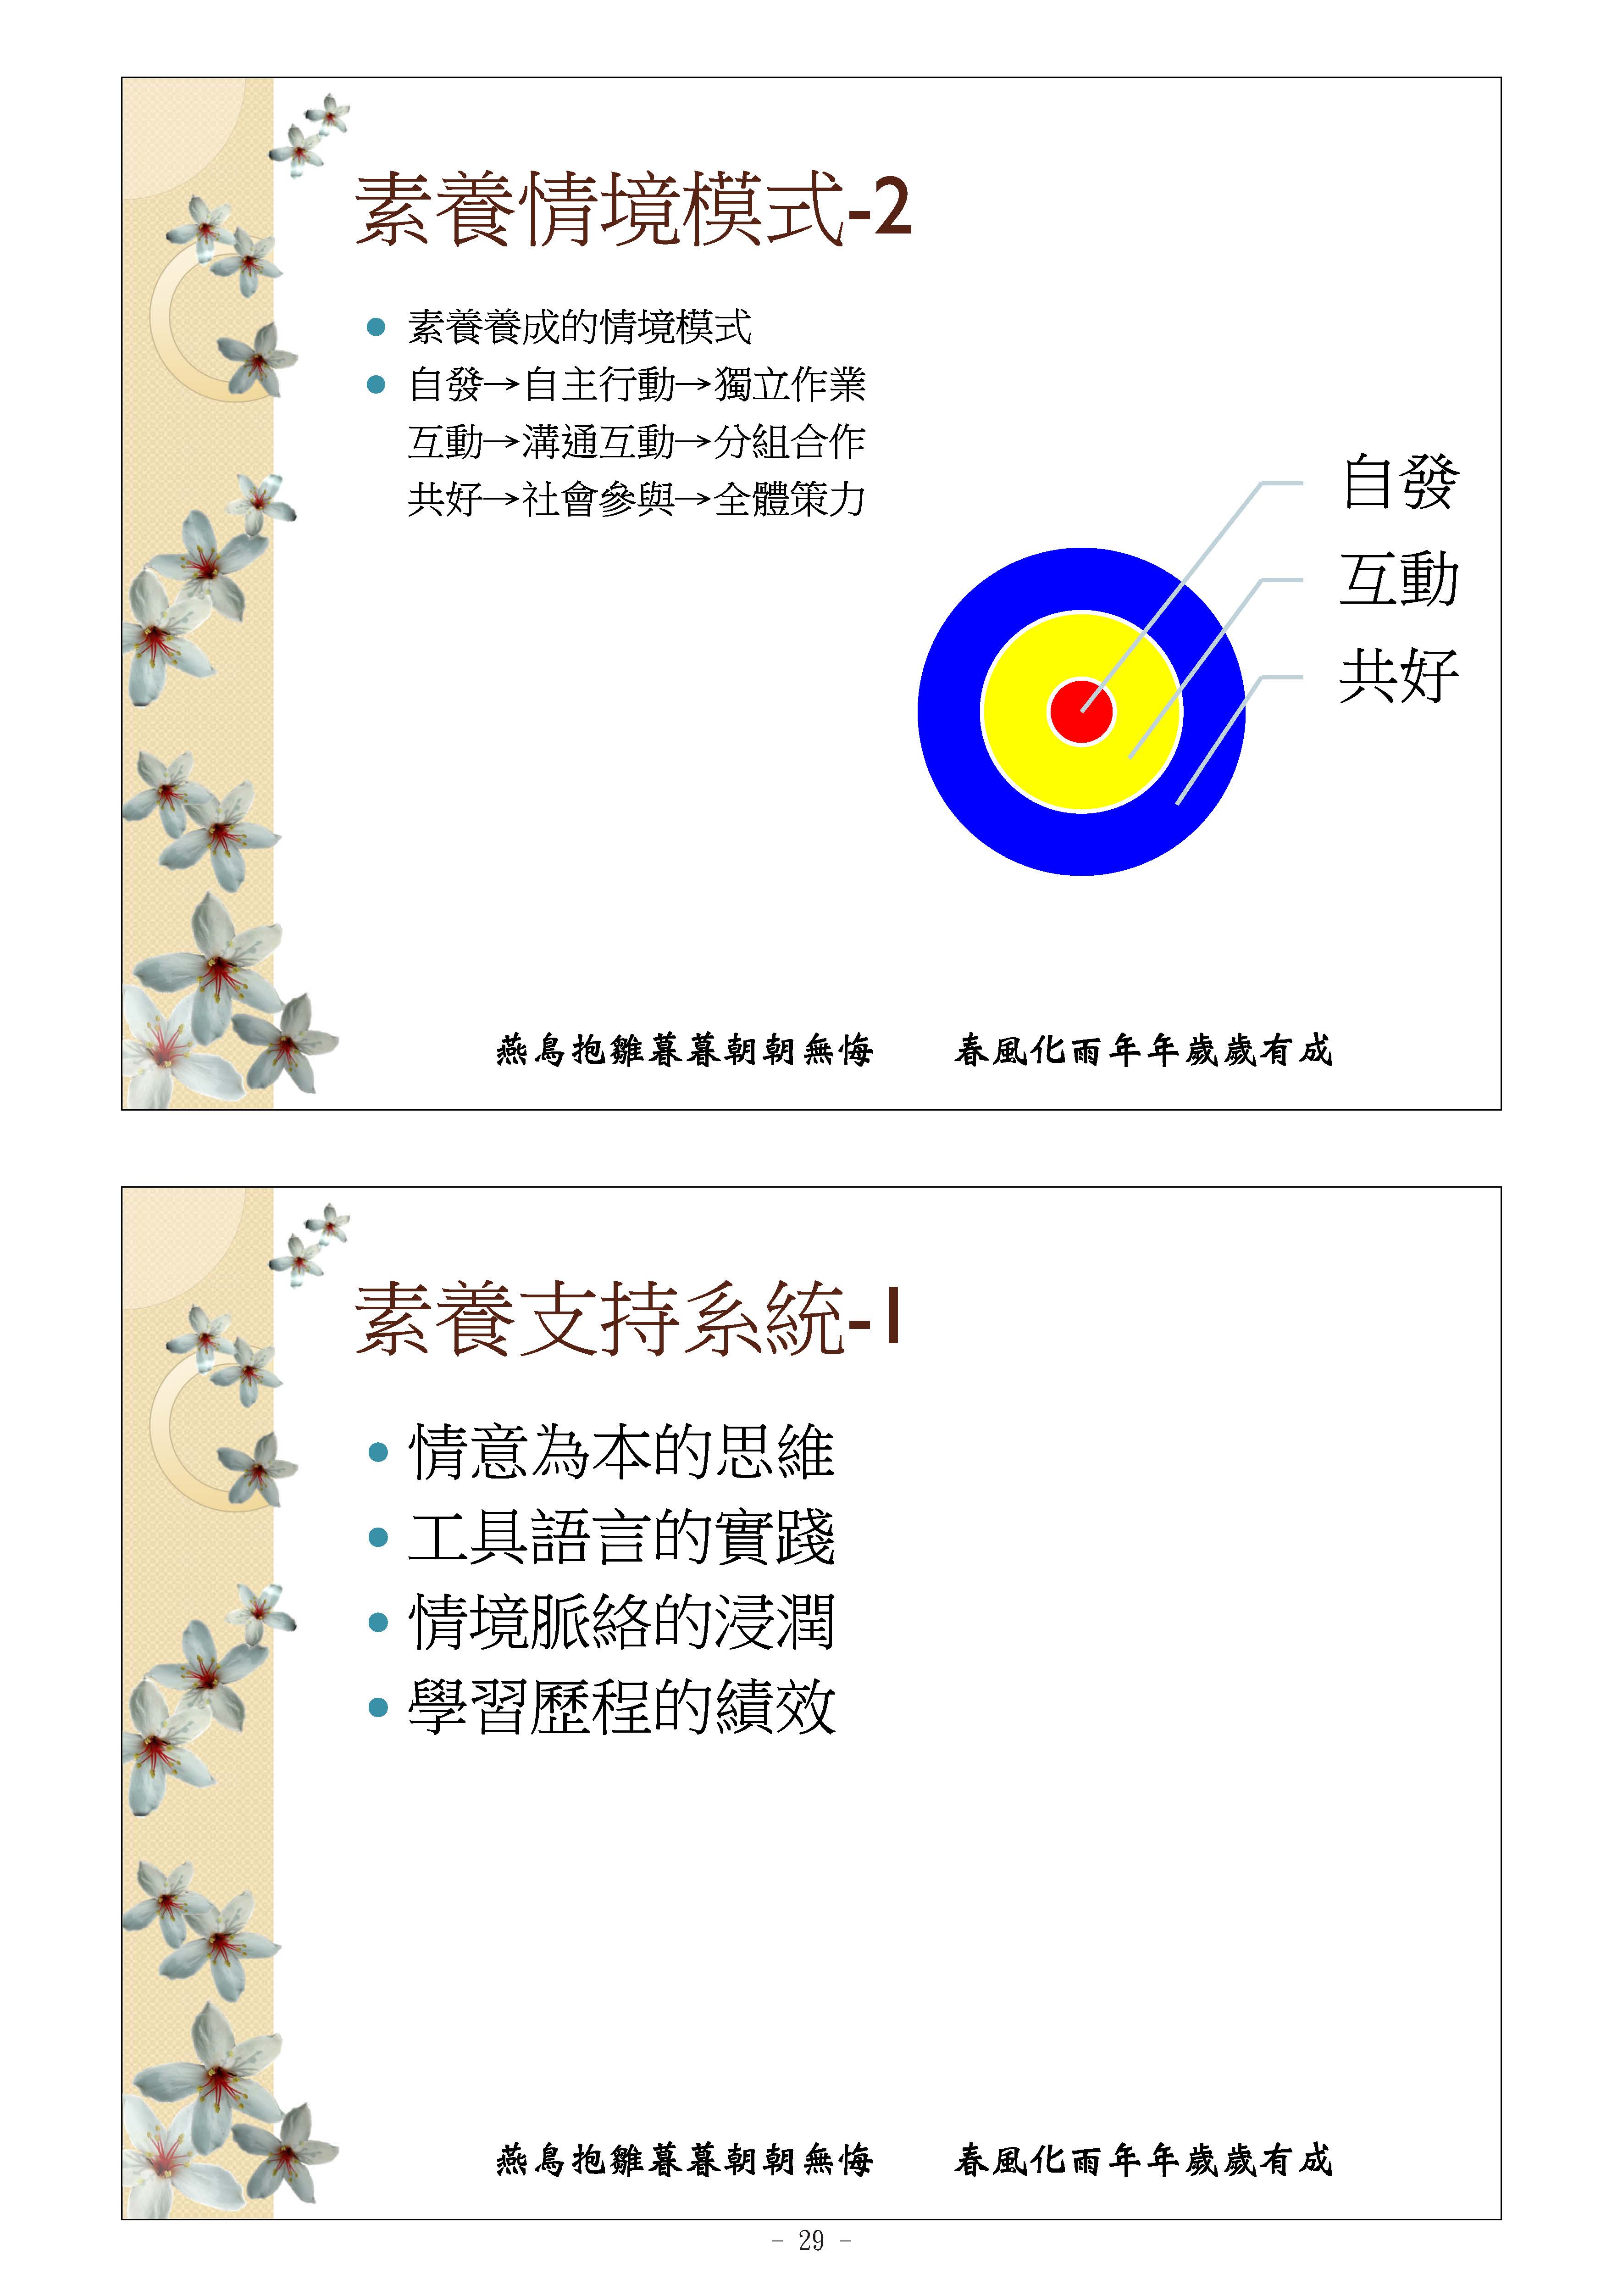 素養情境模式-2
素養養成的情境模式
自發→自主行動→獨立作業
互動→溝通互動→分組合作
共好→社會參與→全體策力
自發
互動
共好
燕鳥抱雛暮暮朝朝無悔 春風化雨年年歲歲有成
素養支持系統-1
情意為本的思維
工具語言的實踐
情境脈絡的浸潤
學習歷程的績效
燕鳥抱雛暮暮朝朝無悔 春風化雨年年歲歲有成
- 29 -